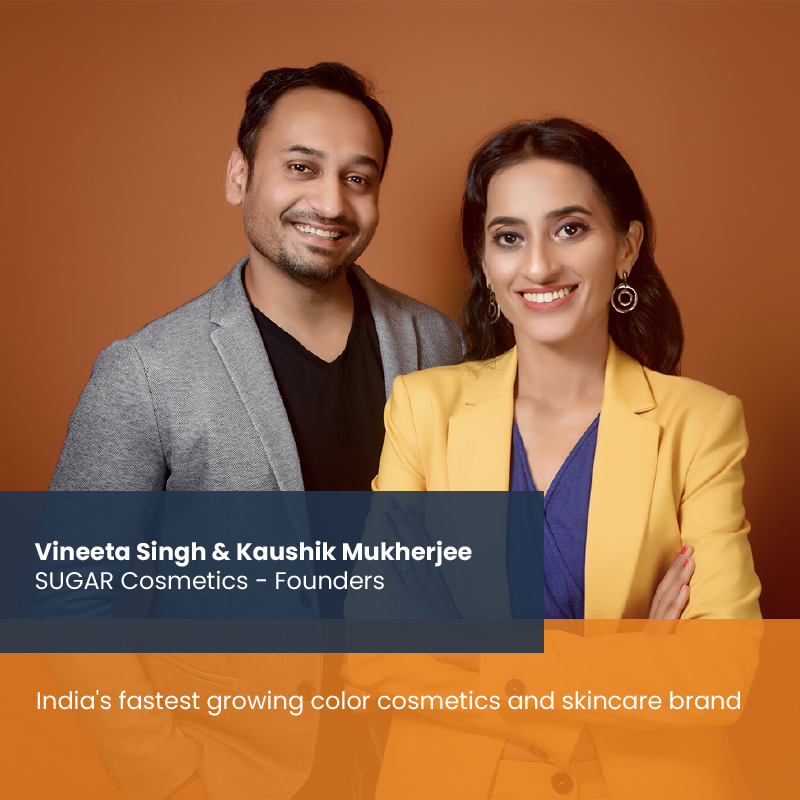 Vineeta Singh & Kaushik Mukherjee
SUGAR Cosmetics - Founders
India's fastest growing color cosmetics and skincare brand